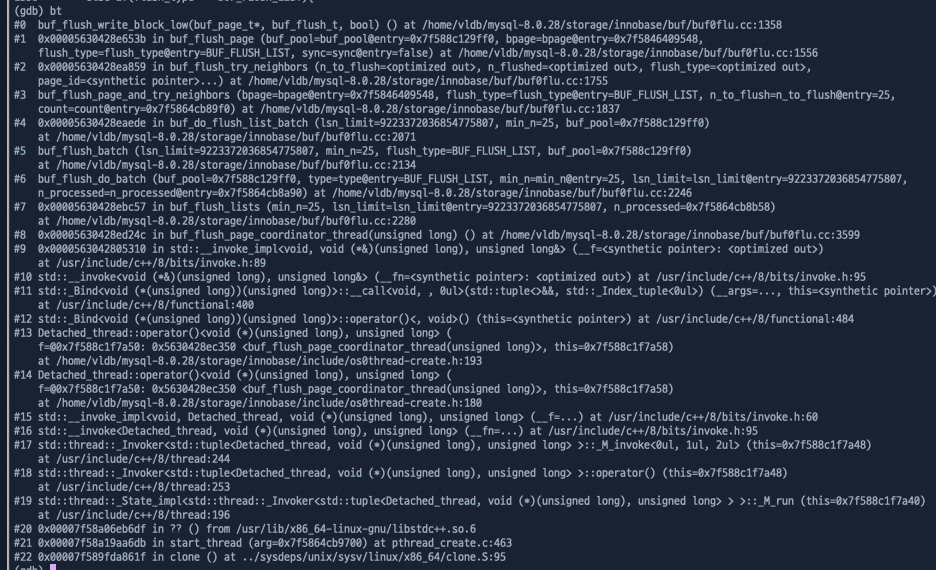 (gdb) bt
#0  buf_flush_write_block_low(buf_page_t*, buf_flush_t, bool) () at /home/vldb/mysql-8.0.28/storage/innobase/buf/buf0flu.cc:1358
#1  0x00005630428e653b in buf_flush_page (buf_pool=buf_pool@entry=0x7f588c129ff0, bpage=bpage@entry=0x7f5846409548,
    flush_type=flush_type@entry=BUF_FLUSH_LIST, sync=sync@entry=false) at /home/vldb/mysql-8.0.28/storage/innobase/buf/buf0flu.cc:1556
#2  0x00005630428ea859 in buf_flush_try_neighbors (n_to_flush=<optimized out>, n_flushed=<optimized out>, flush_type=<optimized out>,
    page_id=<synthetic pointer>...) at /home/vldb/mysql-8.0.28/storage/innobase/buf/buf0flu.cc:1755
#3  buf_flush_page_and_try_neighbors (bpage=bpage@entry=0x7f5846409548, flush_type=flush_type@entry=BUF_FLUSH_LIST, n_to_flush=n_to_flush@entry=25,
    count=count@entry=0x7f5864cb89f0) at /home/vldb/mysql-8.0.28/storage/innobase/buf/buf0flu.cc:1837
#4  0x00005630428eaede in buf_do_flush_list_batch (lsn_limit=9223372036854775807, min_n=25, buf_pool=0x7f588c129ff0)
    at /home/vldb/mysql-8.0.28/storage/innobase/buf/buf0flu.cc:2071
#5  buf_flush_batch (lsn_limit=9223372036854775807, min_n=25, flush_type=BUF_FLUSH_LIST, buf_pool=0x7f588c129ff0)
    at /home/vldb/mysql-8.0.28/storage/innobase/buf/buf0flu.cc:2134
#6  buf_flush_do_batch (buf_pool=0x7f588c129ff0, type=type@entry=BUF_FLUSH_LIST, min_n=min_n@entry=25, lsn_limit=lsn_limit@entry=9223372036854775807,
    n_processed=n_processed@entry=0x7f5864cb8a90) at /home/vldb/mysql-8.0.28/storage/innobase/buf/buf0flu.cc:2246
#7  0x00005630428ebc57 in buf_flush_lists (min_n=25, lsn_limit=lsn_limit@entry=9223372036854775807, n_processed=0x7f5864cb8b58)
    at /home/vldb/mysql-8.0.28/storage/innobase/buf/buf0flu.cc:2280
#8  0x00005630428ed24c in buf_flush_page_coordinator_thread(unsigned long) () at /home/vldb/mysql-8.0.28/storage/innobase/buf/buf0flu.cc:3599
#9  0x0000563042805310 in std::__invoke_impl<void, void (*&)(unsigned long), unsigned long&> (__f=<synthetic pointer>: <optimized out>)
    at /usr/include/c++/8/bits/invoke.h:89
#10 std::__invoke<void (*&)(unsigned long), unsigned long&> (__fn=<synthetic pointer>: <optimized out>) at /usr/include/c++/8/bits/invoke.h:95
#11 std::_Bind<void (*(unsigned long))(unsigned long)>::__call<void, , 0ul>(std::tuple<>&&, std::_Index_tuple<0ul>) (__args=..., this=<synthetic pointer>)
    at /usr/include/c++/8/functional:400
#12 std::_Bind<void (*(unsigned long))(unsigned long)>::operator()<, void>() (this=<synthetic pointer>) at /usr/include/c++/8/functional:484
#13 Detached_thread::operator()<void (*)(unsigned long), unsigned long> (
    f=@0x7f588c1f7a50: 0x5630428ec350 <buf_flush_page_coordinator_thread(unsigned long)>, this=0x7f588c1f7a58)
    at /home/vldb/mysql-8.0.28/storage/innobase/include/os0thread-create.h:193
#14 Detached_thread::operator()<void (*)(unsigned long), unsigned long> (
    f=@0x7f588c1f7a50: 0x5630428ec350 <buf_flush_page_coordinator_thread(unsigned long)>, this=0x7f588c1f7a58)
    at /home/vldb/mysql-8.0.28/storage/innobase/include/os0thread-create.h:180
#15 std::__invoke_impl<void, Detached_thread, void (*)(unsigned long), unsigned long> (__f=...) at /usr/include/c++/8/bits/invoke.h:60
#16 std::__invoke<Detached_thread, void (*)(unsigned long), unsigned long> (__fn=...) at /usr/include/c++/8/bits/invoke.h:95
#17 std::thread::_Invoker<std::tuple<Detached_thread, void (*)(unsigned long), unsigned long> >::_M_invoke<0ul, 1ul, 2ul> (this=0x7f588c1f7a48)
    at /usr/include/c++/8/thread:244
#18 std::thread::_Invoker<std::tuple<Detached_thread, void (*)(unsigned long), unsigned long> >::operator() (this=0x7f588c1f7a48)
    at /usr/include/c++/8/thread:253
#19 std::thread::_State_impl<std::thread::_Invoker<std::tuple<Detached_thread, void (*)(unsigned long), unsigned long> > >::_M_run (this=0x7f588c1f7a40)
    at /usr/include/c++/8/thread:196
#20 0x00007f58a06eb6df in ?? () from /usr/lib/x86_64-linux-gnu/libstdc++.so.6
#21 0x00007f58a19aa6db in start_thread (arg=0x7f5864cb9700) at pthread_create.c:463
#22 0x00007f589fda861f in clone () at ../sysdeps/unix/sysv/linux/x86_64/clone.S:95
(gdb)